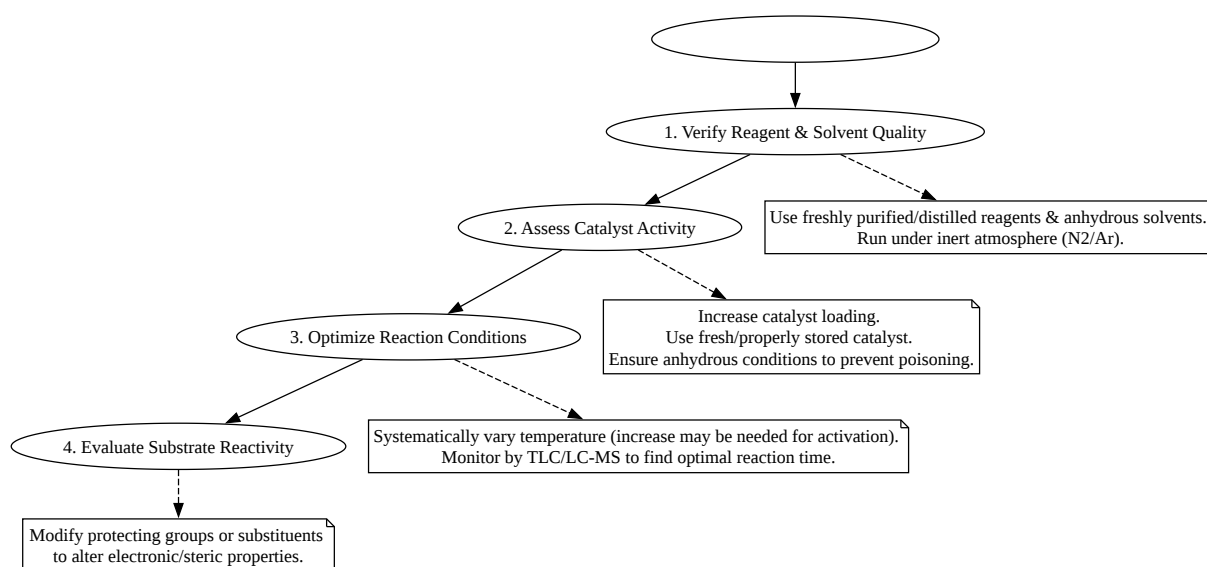 1. Verify Reagent & Solvent Quality
Use freshly purified/distilled reagents & anhydrous solvents.
Run under inert atmosphere (N2/Ar).
2. Assess Catalyst Activity
Increase catalyst loading.
Use fresh/properly stored catalyst.
Ensure anhydrous conditions to prevent poisoning.
3. Optimize Reaction Conditions
Systematically vary temperature (increase may be needed for activation).
Monitor by TLC/LC-MS to find optimal reaction time.
4. Evaluate Substrate Reactivity
Modify protecting groups or substituents
to alter electronic/steric properties.